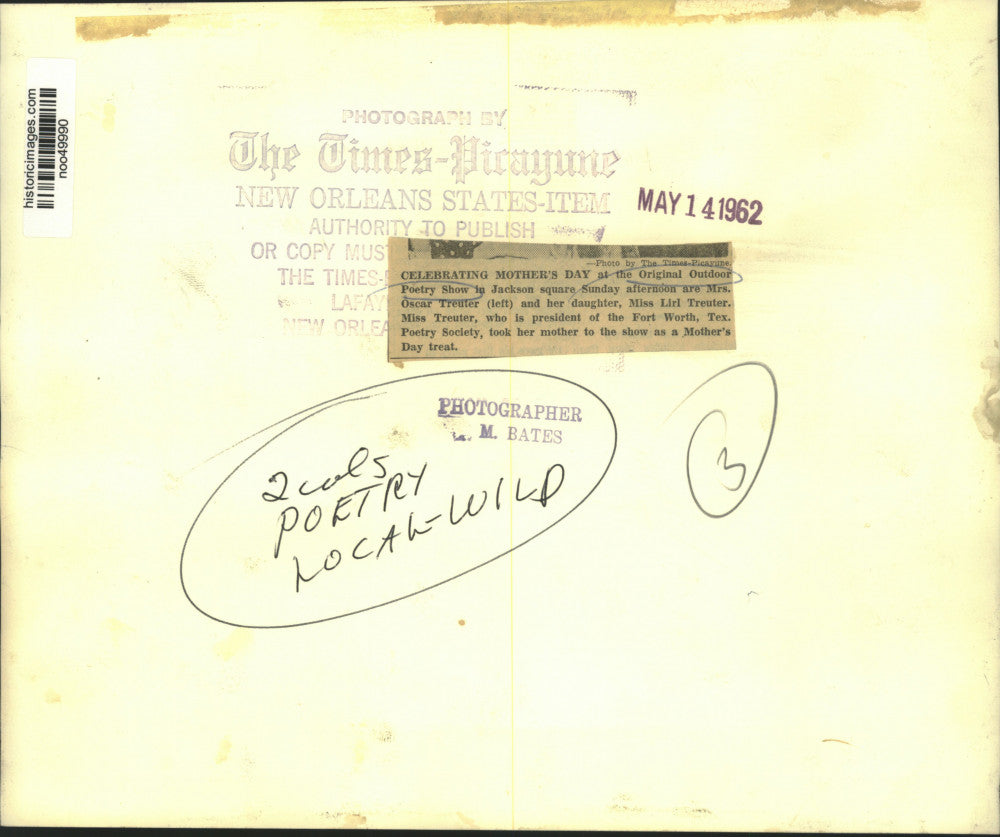 historicimages.com
noo49990
PHOTOGRAPH BY
The Times-Picayune
NEW ORLEANS STATES-ITEM
MAY 14 1962
AUTHORITY TO PUBLISH
OR COPY MUS
THE TIMES-
LAFAY
NEW ORLEA
—Photo by The Times-Picayune.
CELEBRATING MOTHER'S DAY at the Original Outdoor
Poetry Show in Jackson square Sunday afternoon are Mrs.
Oscar Treuter (left) and her daughter, Miss Lirl Treuter.
Miss Treuter, who is president of the Fort Worth, Tex.
Poetry Society, took her mother to the show as a Mother's
Day treat.
PHOTOGRAPHER
M. BATES
2 cols
POETRY
LOCAL-WILD
3